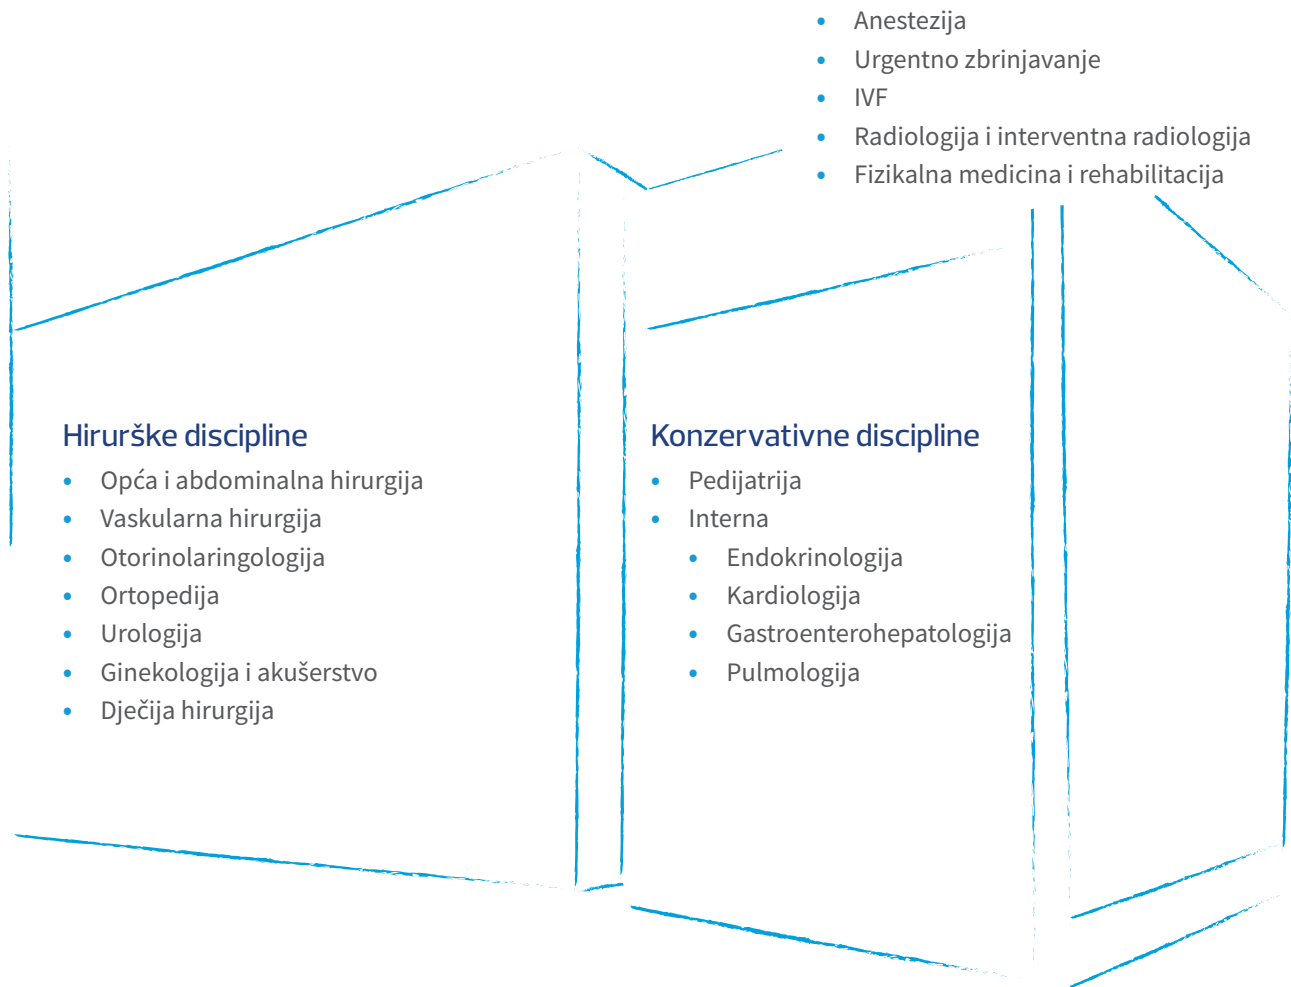 • Anestezija
• Urgentno zbrinjavanje
• IVF
• Radiologija i interventna radiologija
• Fizikalna medicina i rehabilitacija
Hirurške discipline
• Opća i abdominalna hirurgija
• Vaskularna hirurgija
• Otorinolaringologija
• Ortopedija
• Urologija
• Ginekologija i akušerstvo
• Dječija hirurgija
Konzervativne discipline
• Pedijatrija
• Interna
• Endokrinologija
• Kardiologija
• Gastroenterohepatologija
• Pulmologija